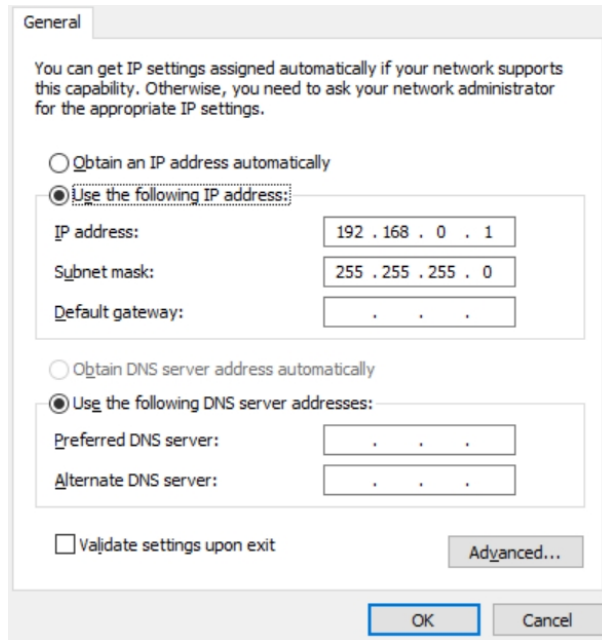 General
You can get IP settings assigned automatically if your network supports
this capability. Otherwise, you need to ask your network administrator
for the appropriate IP settings.
Obtain an IP address automatically
Use the following IP address:
IP address: 192 . 168 . 0 . 1
Subnet mask: 255 . 255 . 255 . 0
Default gateway: . . .
Obtain DNS server address automatically
Use the following DNS server addresses:
Preferred DNS server: . . .
Alternate DNS server: . . .
Validate settings upon exit
Advanced...
OK Cancel